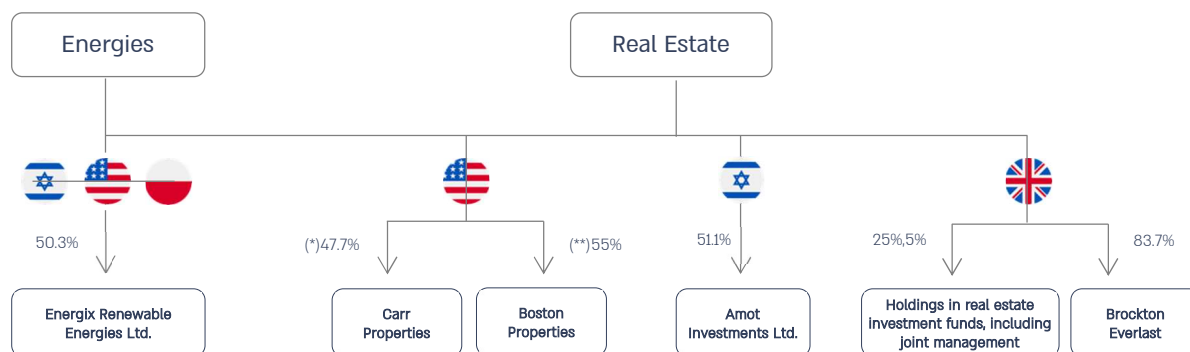 Energies
Real Estate
50.3%
(*)47.7%
(**)55%
51.1%
25%,5%
83.7%
Energix Renewable
Energies Ltd.
Carr
Properties
Boston
Properties
Amot
Investments Ltd.
Holdings in real estate
investment funds, including
joint management
Brockton
Everlast